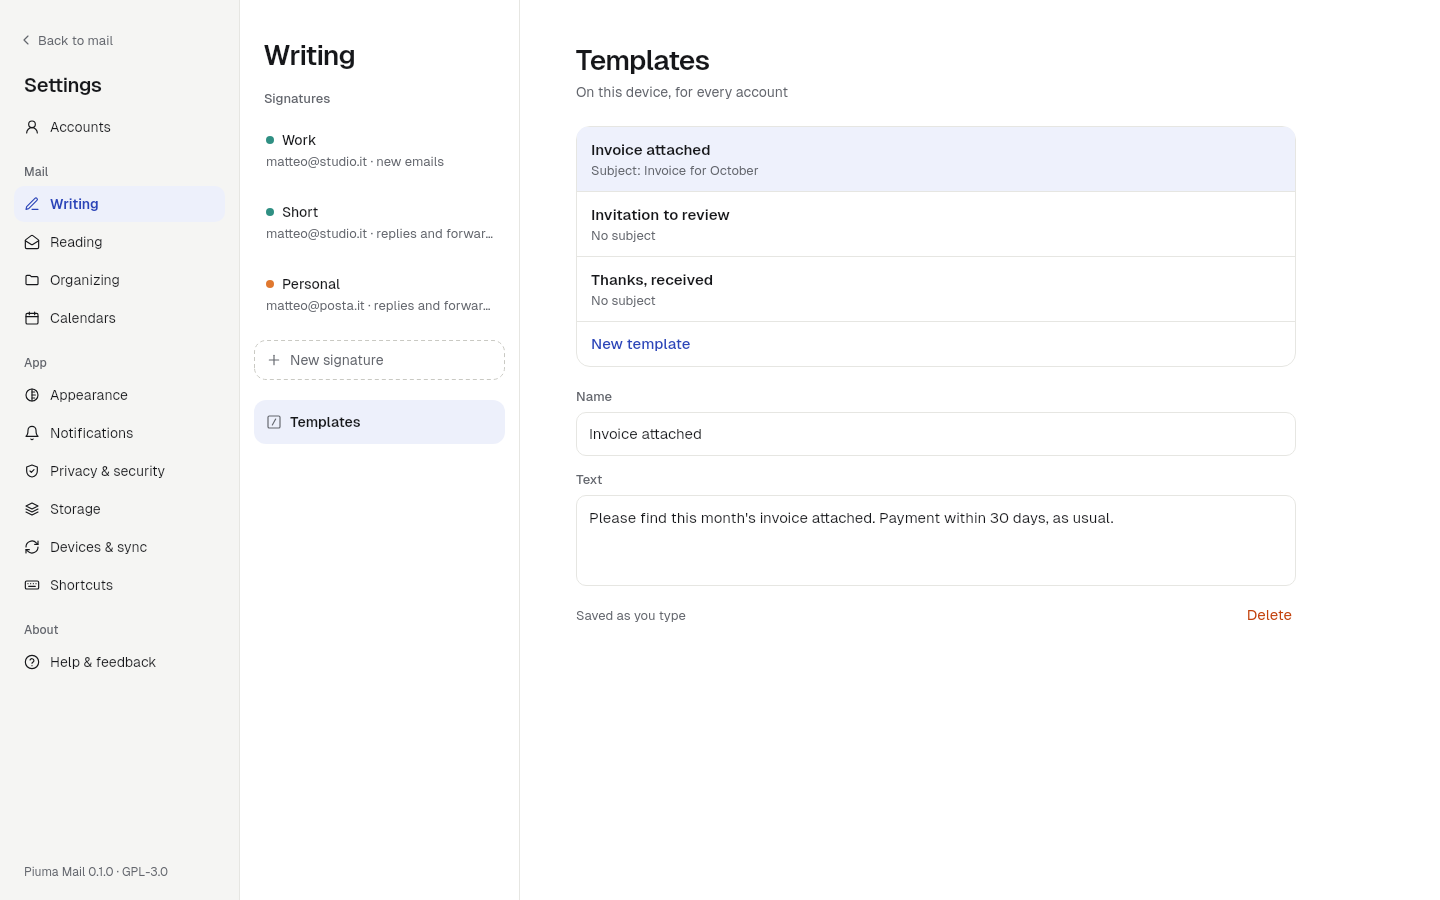 Back to mail
Settings
Accounts
Mail
Writing
Reading
Organizing
Calendars
App
Appearance
Notifications
Privacy & security
Storage
Devices & sync
Shortcuts
About
Help & feedback
Piuma Mail 0.1.0 · GPL-3.0
Writing
Signatures
Work
matteo@studio.it · new emails
Short
matteo@studio.it · replies and forwar…
Personal
matteo@posta.it · replies and forwar…
New signature
Templates
Templates
On this device, for every account
Invoice attached
Subject: Invoice for October
Invitation to review
No subject
Thanks, received
No subject
New template
Name
Invoice attached
Text
Please find this month's invoice attached. Payment within 30 days, as usual.
Saved as you type
Delete